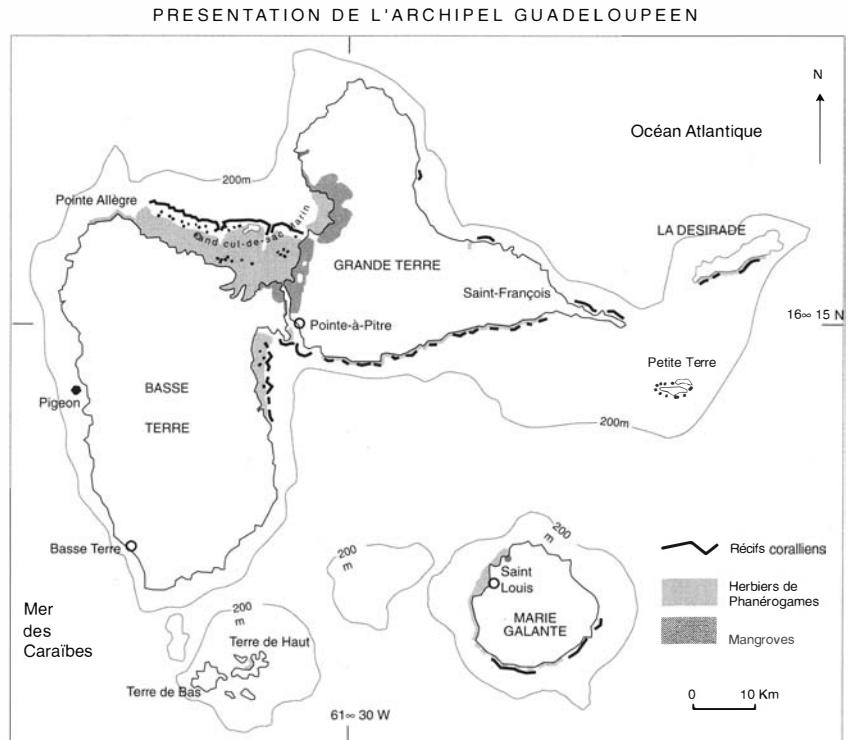 PRESENTATION DE L'ARCHIPEL GUADELOUPEEN
N
Océan Atlantique
200m
Pointe Allègre
cul-de-sac
LA DESIRADE
GRANDE TERRE
Saint-François
16∞ 15 N
Pointe-à-Pitre
Petite Terre
BASSE
TERRE
Pigeon
200m
Basse Terre
200
m
200
m
Récifs coralliens
Saint
Louis
Herbiers de
Phanérogames
MARIE
GALANTE
Mangroves
Mer
des
Caraïbes
200
m
Terre de Haut
Terre de Bas
0 10 Km
61∞ 30 W